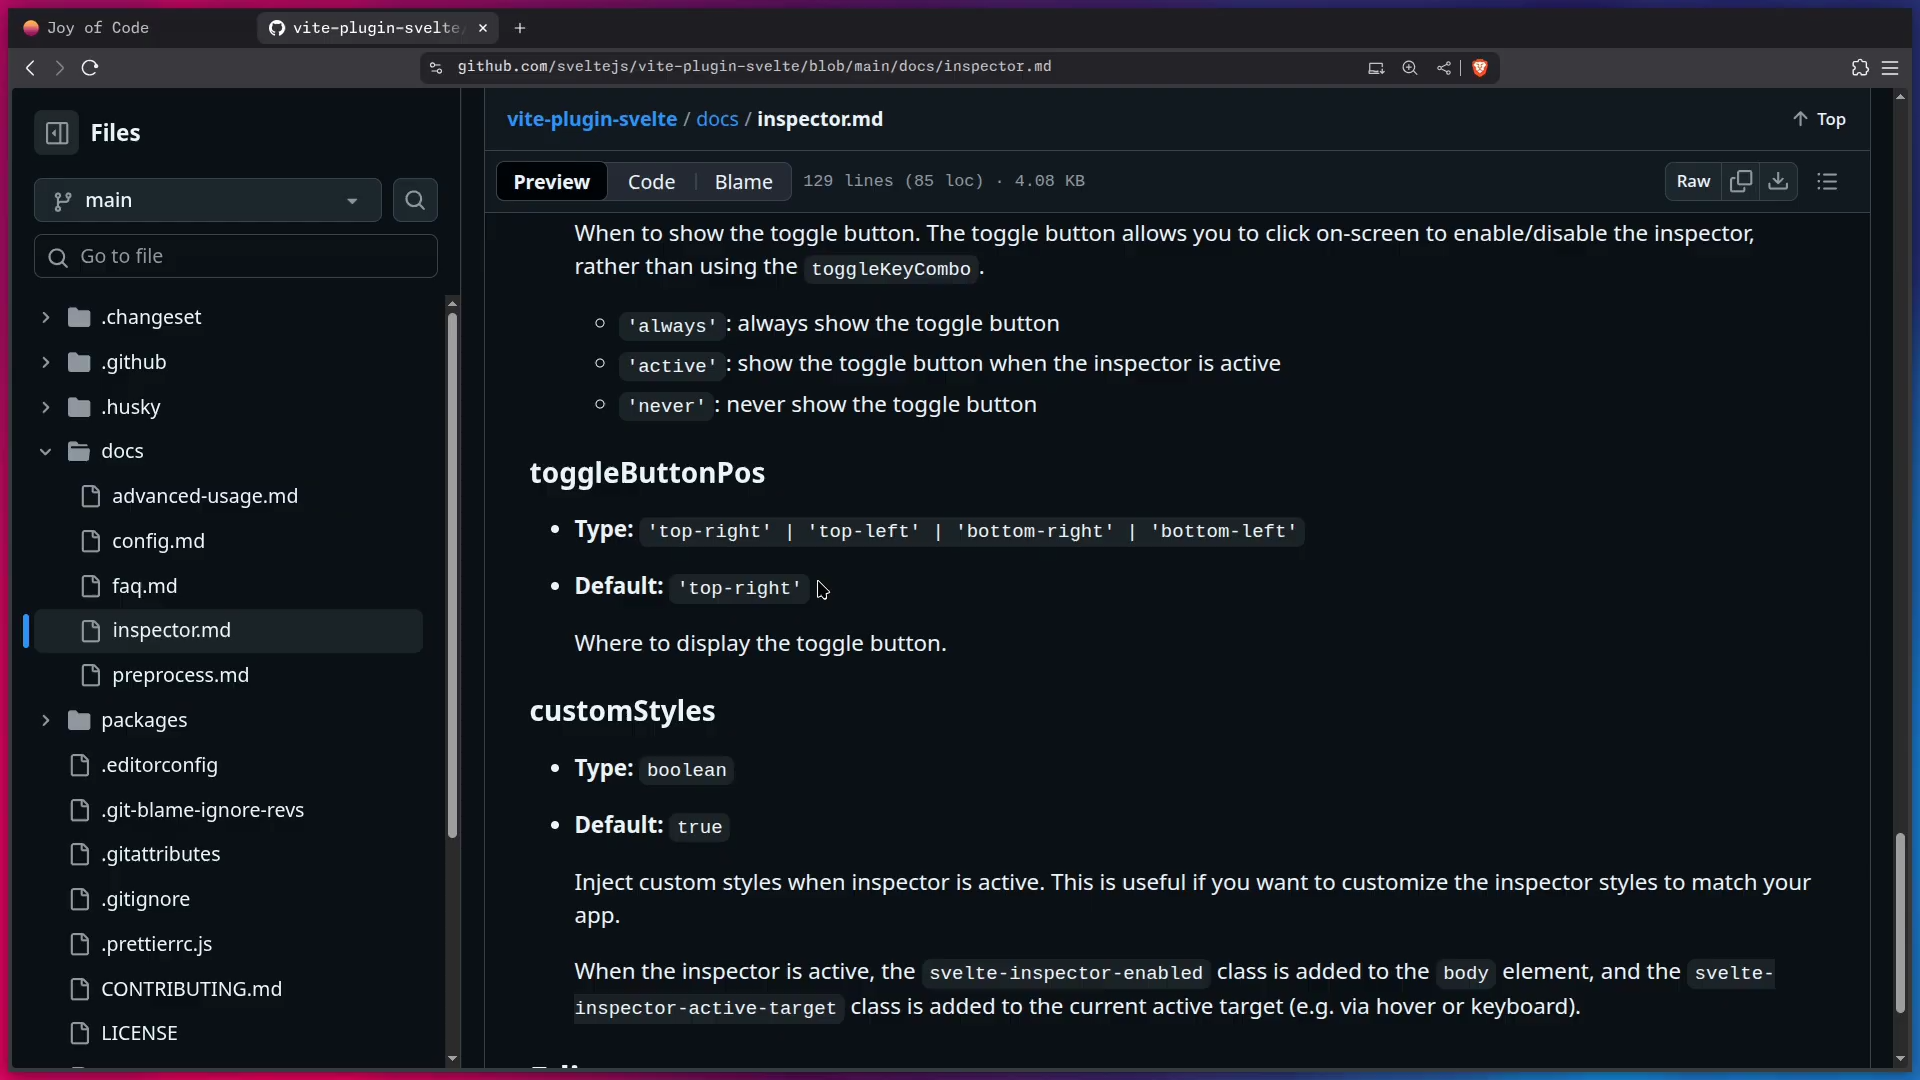 Joy of Code
vite-plugin-svelte/
github.com/sveltejs/vite-plugin-svelte/blob/main/docs/inspector.md
Files
main
Go to file
.changeset
.github
.husky
docs
advanced-usage.md
config.md
faq.md
inspector.md
preprocess.md
packages
.editorconfig
.git-blame-ignore-revs
.gitattributes
.gitignore
.prettierrc.js
CONTRIBUTING.md
LICENSE
vite-plugin-svelte / docs / inspector.md
Top
Preview Code Blame 129 lines (85 loc) · 4.08 KB
Raw
When to show the toggle button. The toggle button allows you to click on-screen to enable/disable the inspector,
rather than using the toggleKeyCombo.
'always': always show the toggle button
'active': show the toggle button when the inspector is active
'never': never show the toggle button
toggleButtonPos
Type: 'top-right' | 'top-left' | 'bottom-right' | 'bottom-left'
Default: 'top-right'
Where to display the toggle button.
customStyles
Type: boolean
Default: true
Inject custom styles when inspector is active. This is useful if you want to customize the inspector styles to match your
app.
When the inspector is active, the svelte-inspector-enabled class is added to the body element, and the svelte-
inspector-active-target class is added to the current active target (e.g. via hover or keyboard).